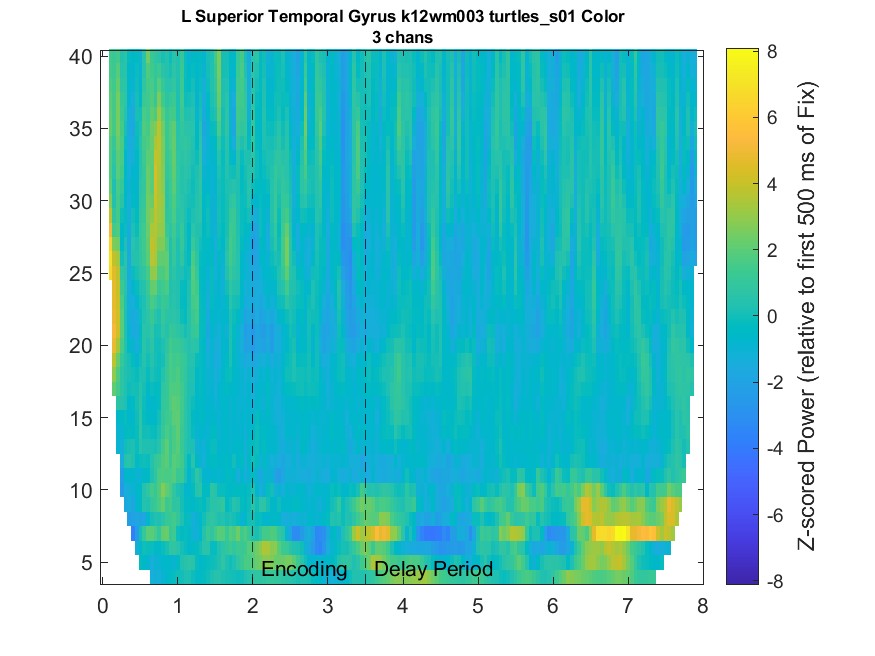 L Superior Temporal Gyrus k12wm003 turtles_s01 Color
3 chans
40
35
30
25
20
15
10
5
0 1 2 3 4 5 6 7 8
Encoding
Delay Period
8
6
4
2
0
-2
-4
-6
-8
Z-scored Power (relative to first 500 ms of Fix)